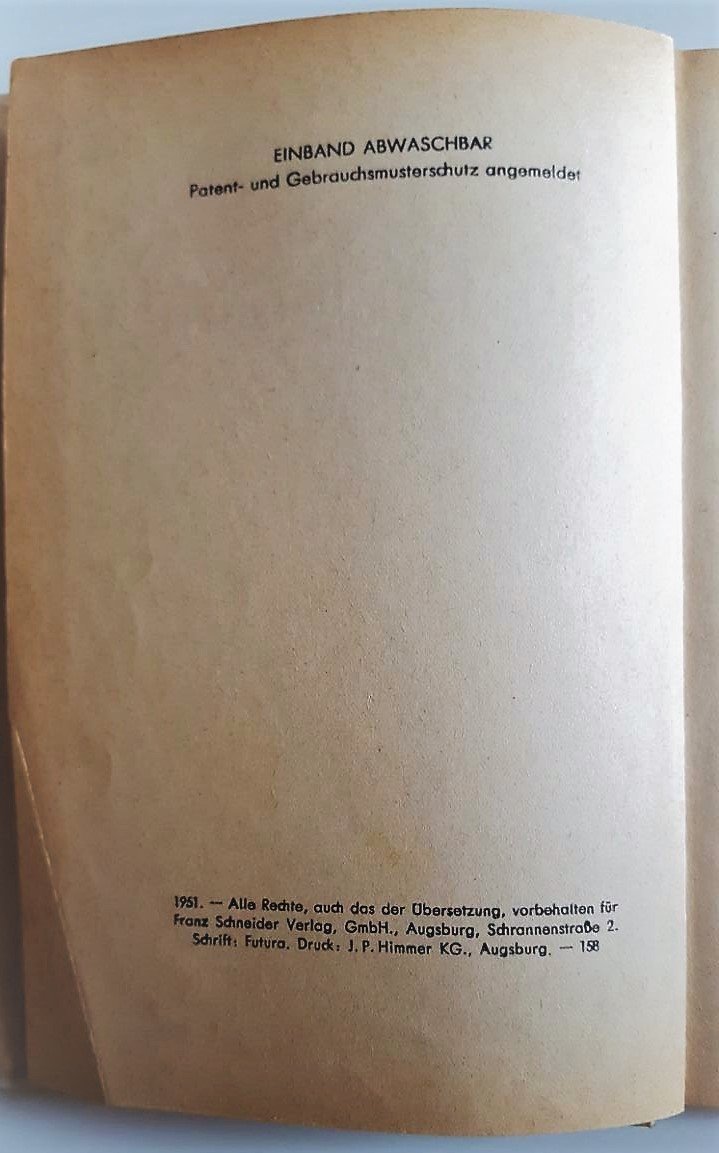 EINBAND ABWASCHBAR
Patent- und Gebrauchsmusterschutz angemeldet
1951. — Alle Rechte, auch das der Übersetzung, vorbehalten für
Franz Schneider Verlag, GmbH., Augsburg, Schrannenstraße 2.
Schrift: Futura. Druck: J. P. Himmer KG., Augsburg. — 158